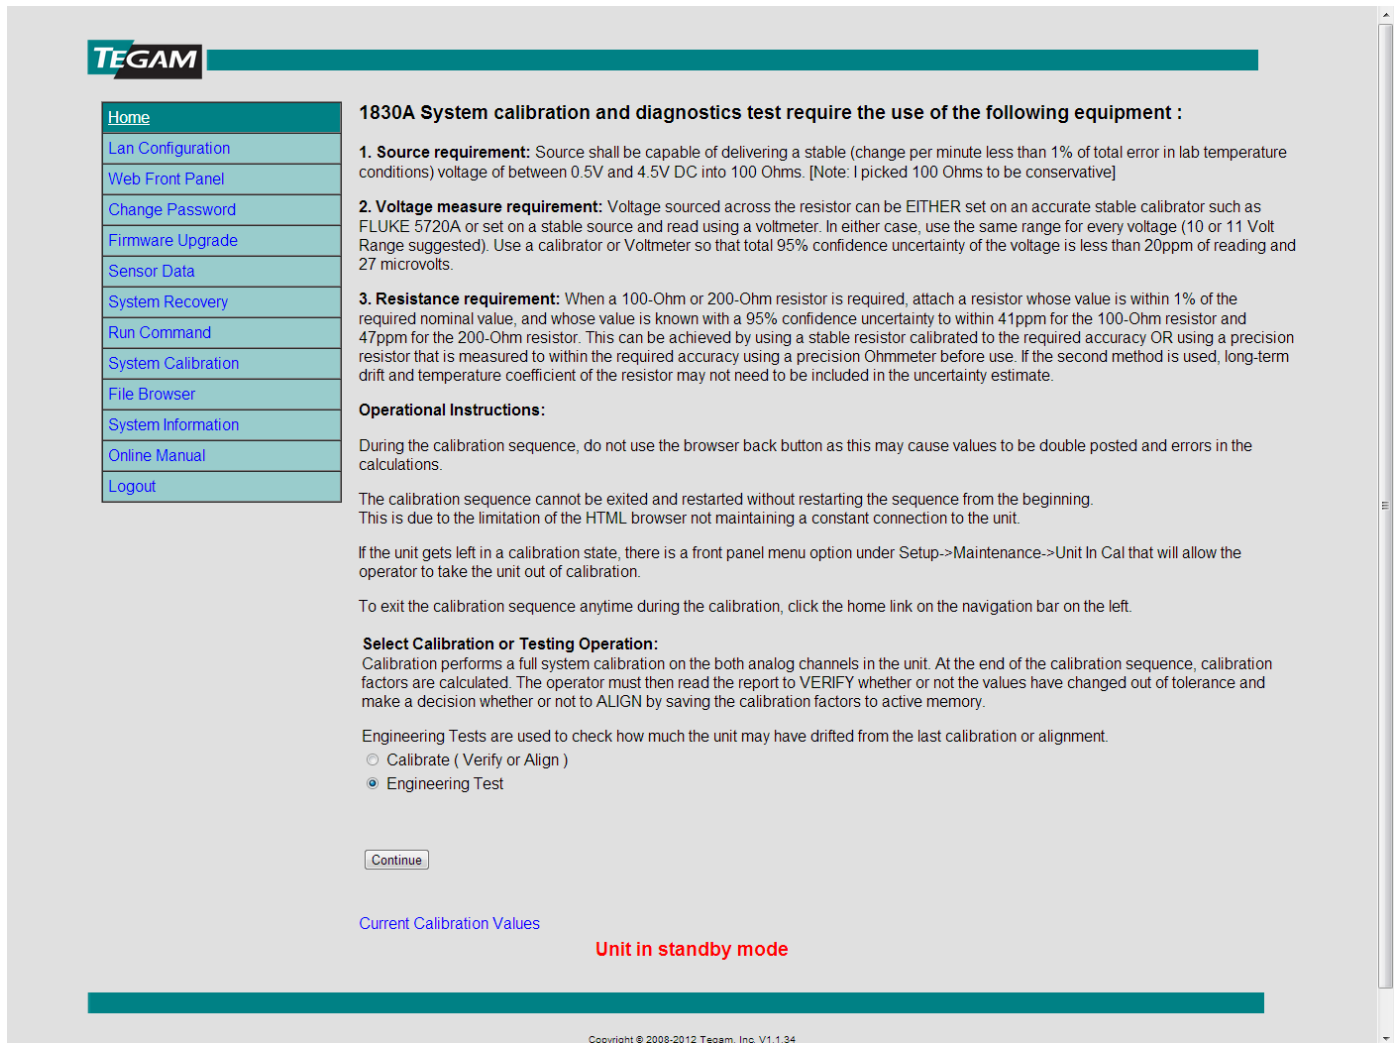 TEGAM
Home
Lan Configuration
Web Front Panel
Change Password
Firmware Upgrade
Sensor Data
System Recovery
Run Command
System Calibration
File Browser
System Information
Online Manual
Logout
1830A System calibration and diagnostics test require the use of the following equipment :
1. Source requirement: Source shall be capable of delivering a stable (change per minute less than 1% of total error in lab temperature
conditions) voltage of between 0.5V and 4.5V DC into 100 Ohms. [Note: I picked 100 Ohms to be conservative]
2. Voltage measure requirement: Voltage sourced across the resistor can be EITHER set on an accurate stable calibrator such as
FLUKE 5720A or set on a stable source and read using a voltmeter. In either case, use the same range for every voltage (10 or 11 Volt
Range suggested). Use a calibrator or Voltmeter so that total 95% confidence uncertainty of the voltage is less than 20ppm of reading and
27 microvolts.
3. Resistance requirement: When a 100-Ohm or 200-Ohm resistor is required, attach a resistor whose value is within 1% of the
required nominal value, and whose value is known with a 95% confidence uncertainty to within 41ppm for the 100-Ohm resistor and
47ppm for the 200-Ohm resistor. This can be achieved by using a stable resistor calibrated to the required accuracy OR using a precision
resistor that is measured to within the required accuracy using a precision Ohmmeter before use. If the second method is used, long-term
drift and temperature coefficient of the resistor may not need to be included in the uncertainty estimate.
Operational Instructions:
During the calibration sequence, do not use the browser back button as this may cause values to be double posted and errors in the
calculations.
The calibration sequence cannot be exited and restarted without restarting the sequence from the beginning.
This is due to the limitation of the HTML browser not maintaining a constant connection to the unit.
If the unit gets left in a calibration state, there is a front panel menu option under Setup->Maintenance->Unit In Cal that will allow the
operator to take the unit out of calibration.
To exit the calibration sequence anytime during the calibration, click the home link on the navigation bar on the left.
Select Calibration or Testing Operation:
Calibration performs a full system calibration on the both analog channels in the unit. At the end of the calibration sequence, calibration
factors are calculated. The operator must then read the report to VERIFY whether or not the values have changed out of tolerance and
make a decision whether or not to ALIGN by saving the calibration factors to active memory.
Engineering Tests are used to check how much the unit may have drifted from the last calibration or alignment.
Calibrate ( Verify or Align )
Engineering Test
Continue
Current Calibration Values
Unit in standby mode
Copyright © 2008-2012 Tegam, Inc. V1.1.34